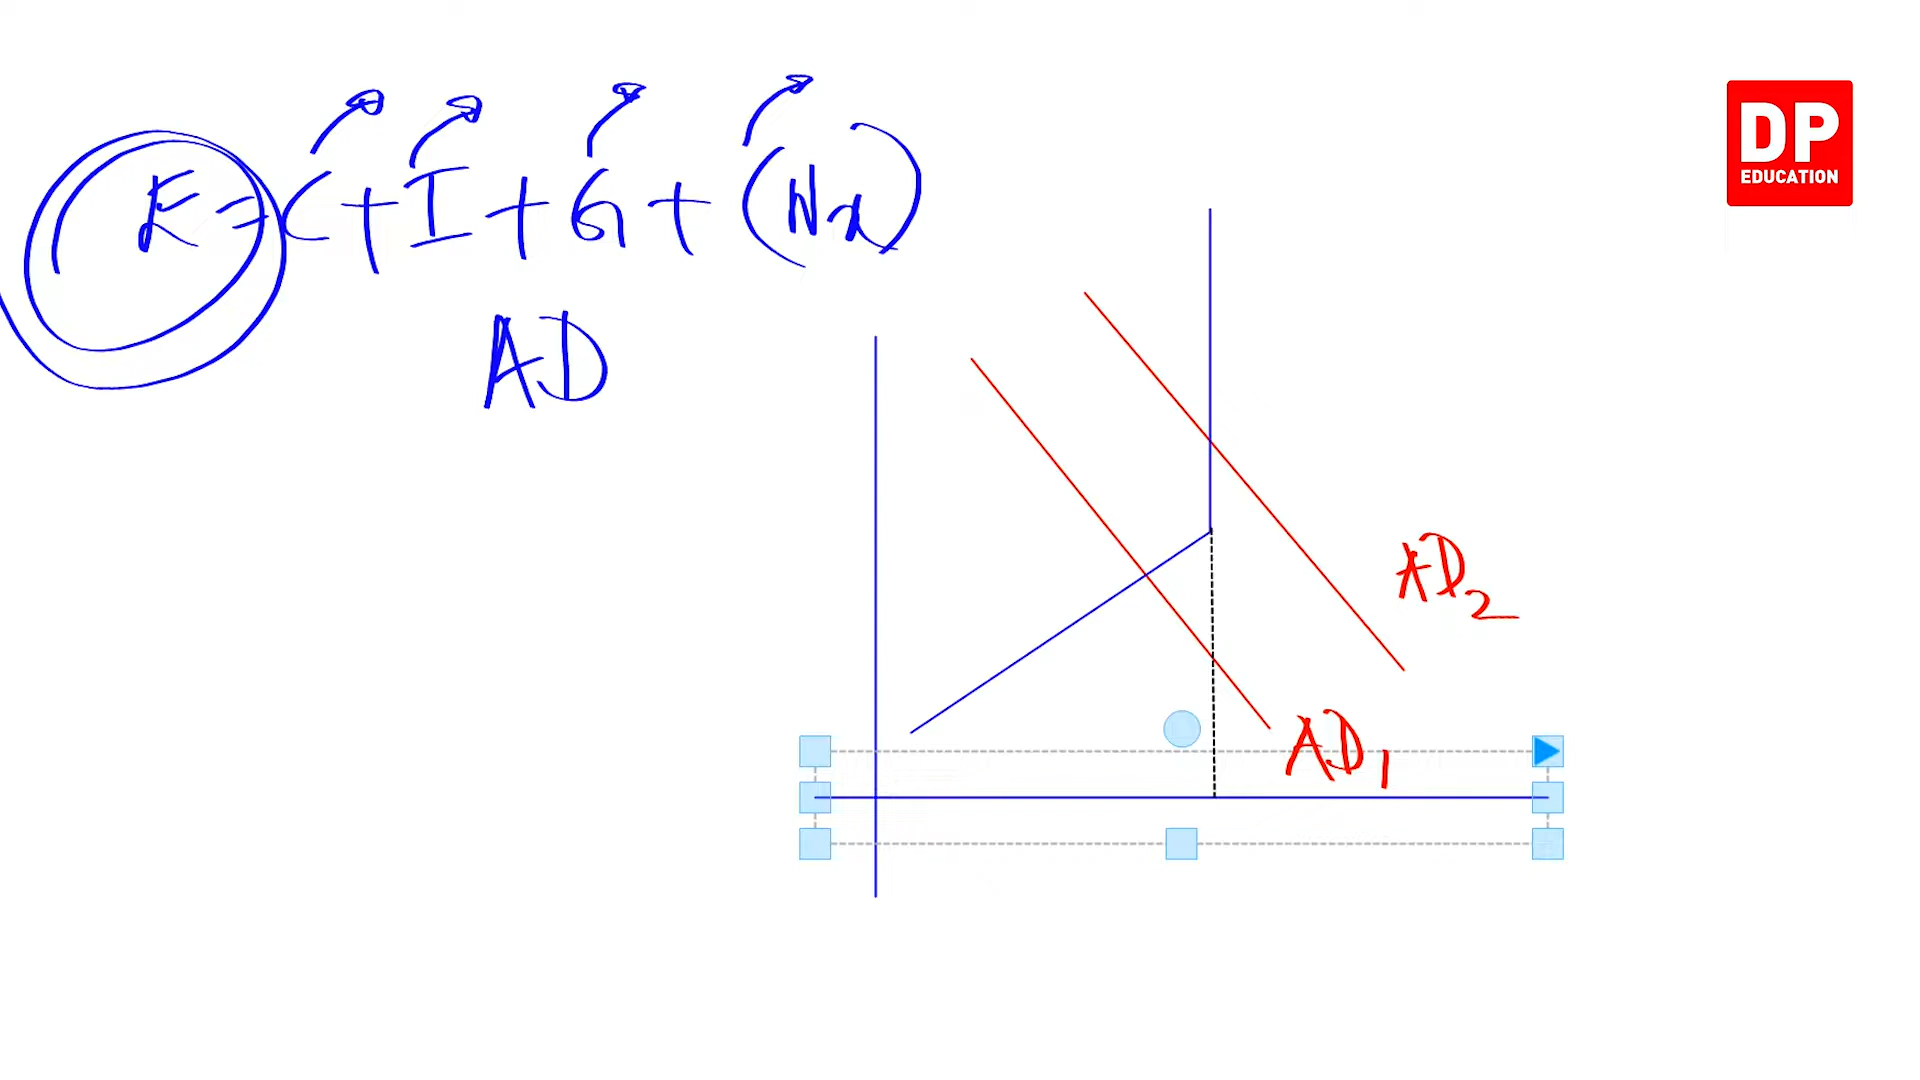 DP
EDUCATION
E = C + I + G + (Nx)
AD
AD2
AD1